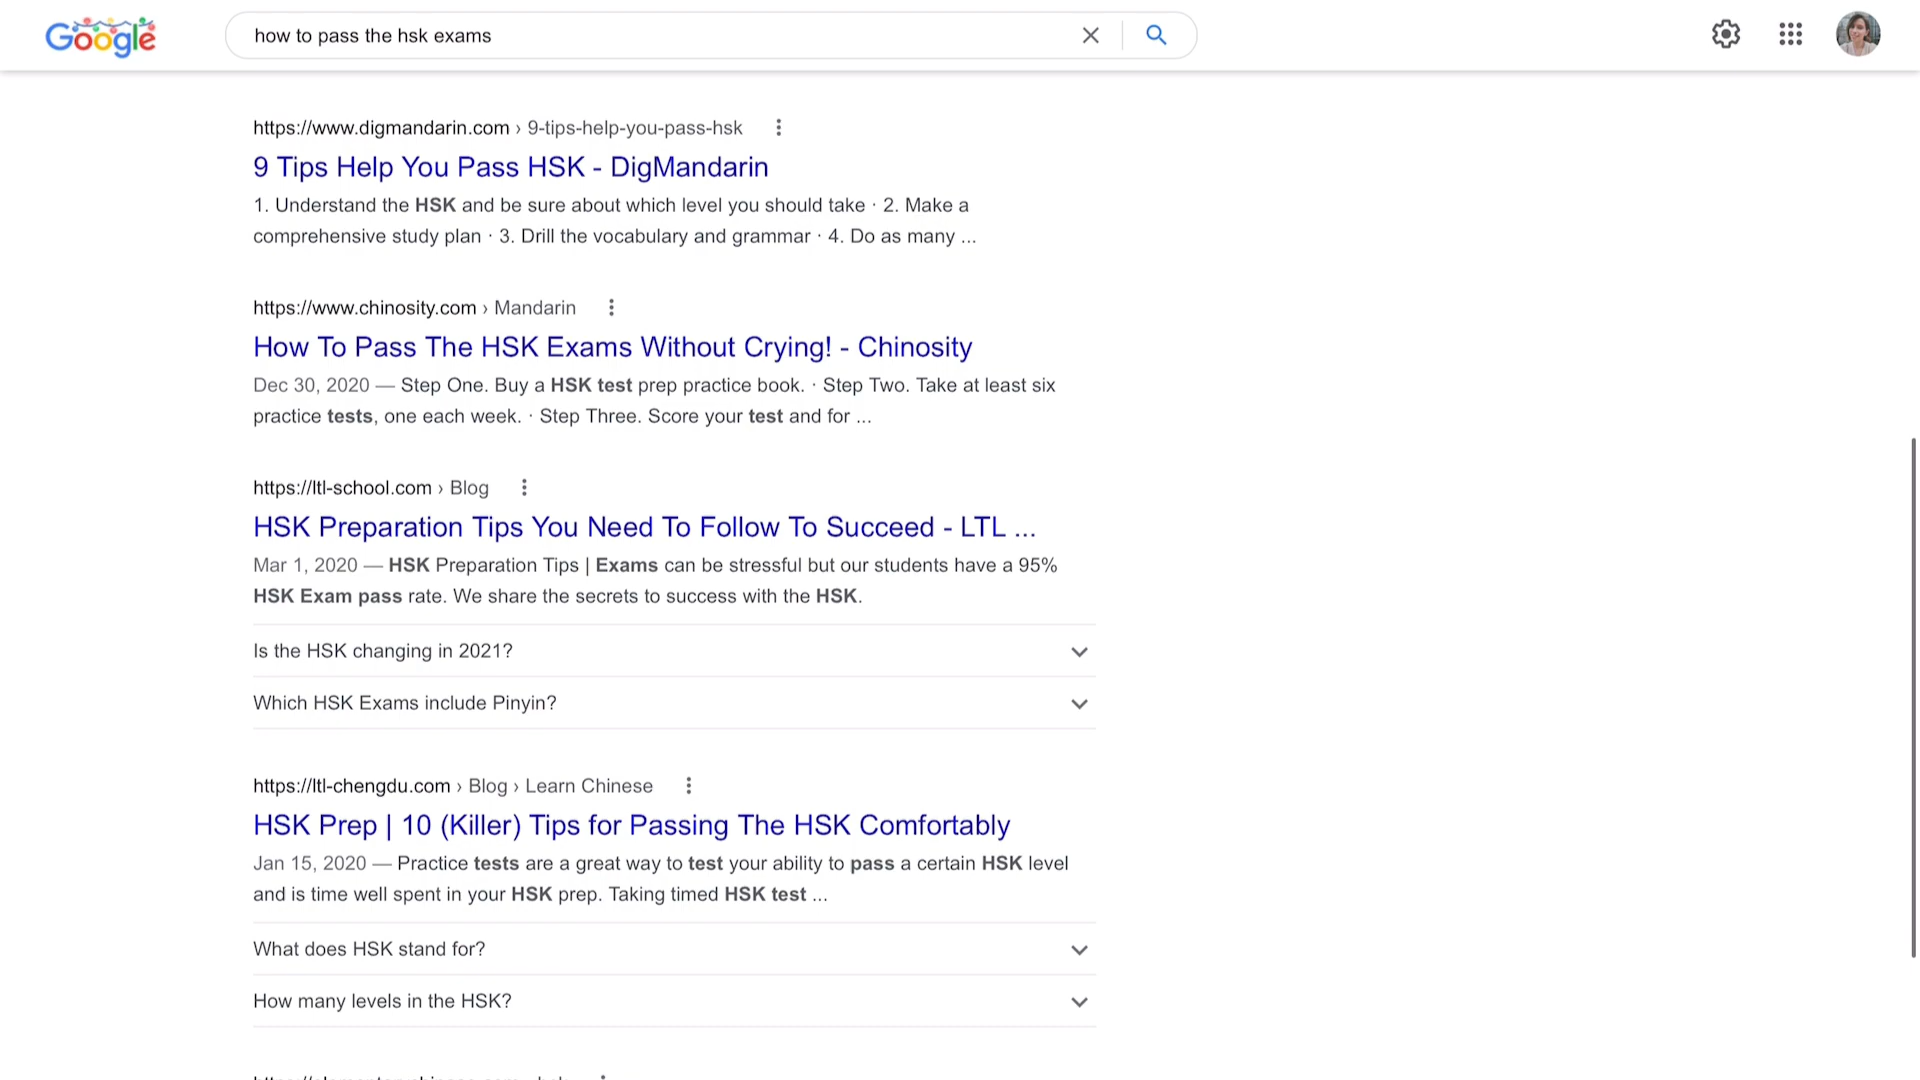 Google
how to pass the hsk exams
https://www.digmandarin.com › 9-tips-help-you-pass-hsk
9 Tips Help You Pass HSK - DigMandarin
1. Understand the HSK and be sure about which level you should take · 2. Make a
comprehensive study plan · 3. Drill the vocabulary and grammar · 4. Do as many ...
https://www.chinosity.com › Mandarin
How To Pass The HSK Exams Without Crying! - Chinosity
Dec 30, 2020 — Step One. Buy a HSK test prep practice book. · Step Two. Take at least six
practice tests, one each week. · Step Three. Score your test and for ...
https://ltl-school.com › Blog
HSK Preparation Tips You Need To Follow To Succeed - LTL ...
Mar 1, 2020 — HSK Preparation Tips | Exams can be stressful but our students have a 95%
HSK Exam pass rate. We share the secrets to success with the HSK.
Is the HSK changing in 2021?
Which HSK Exams include Pinyin?
https://ltl-chengdu.com › Blog › Learn Chinese
HSK Prep | 10 (Killer) Tips for Passing The HSK Comfortably
Jan 15, 2020 — Practice tests are a great way to test your ability to pass a certain HSK level
and is time well spent in your HSK prep. Taking timed HSK test ...
What does HSK stand for?
How many levels in the HSK?